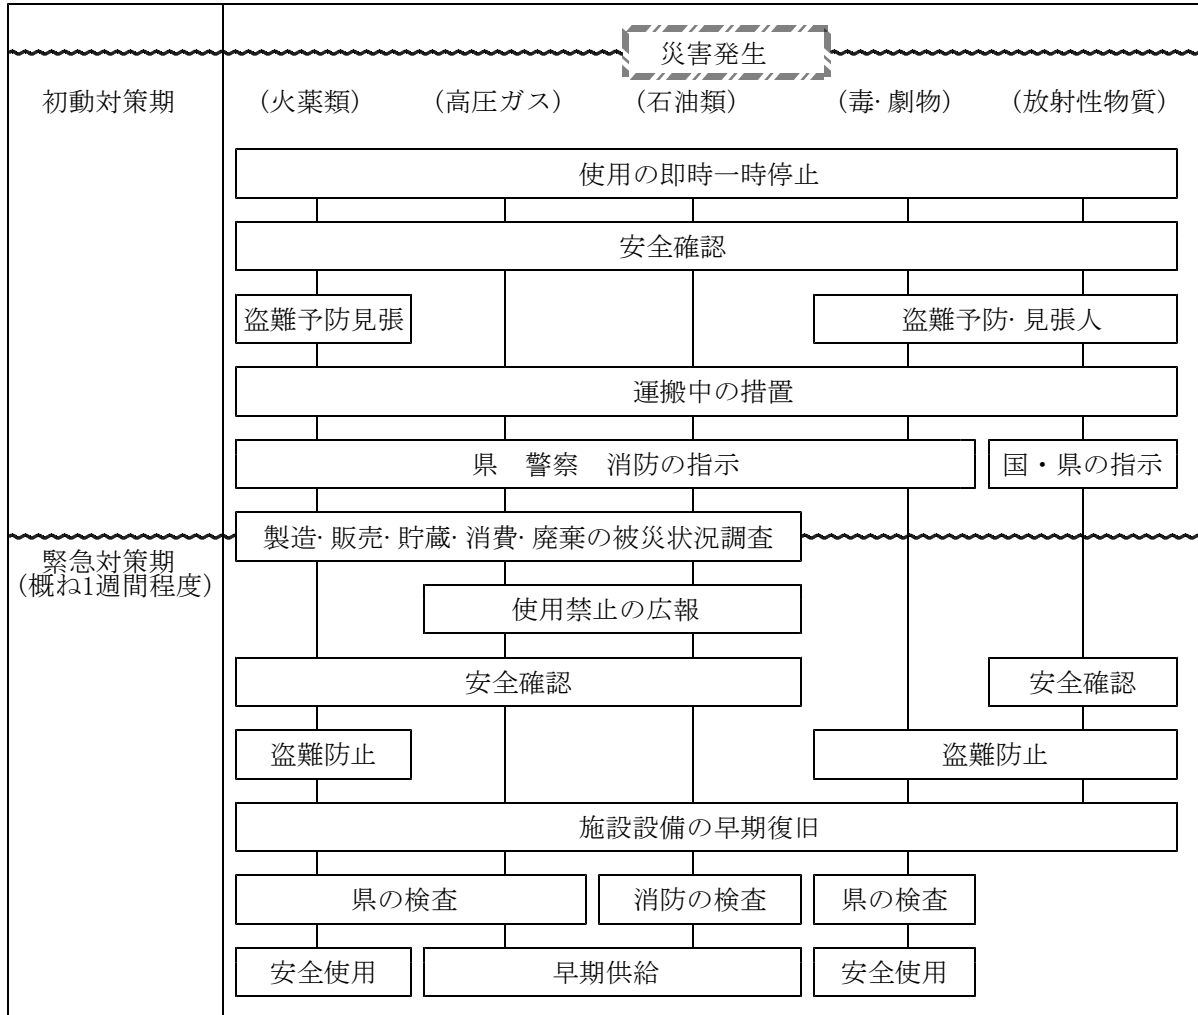 災害発生
初動対策期 (火薬類) (高圧ガス) (石油類) (毒･劇物) (放射性物質)
使用の即時一時停止
安全確認
盗難予防見張 盗難予防･見張人
運搬中の措置
県　警察　消防の指示 国・県の指示
製造･販売･貯蔵･消費･廃棄の被災状況調査
緊急対策期
(概ね1週間程度)
使用禁止の広報
安全確認 安全確認
盗難防止 盗難防止
施設設備の早期復旧
県の検査 消防の検査 県の検査
安全使用 早期供給 安全使用